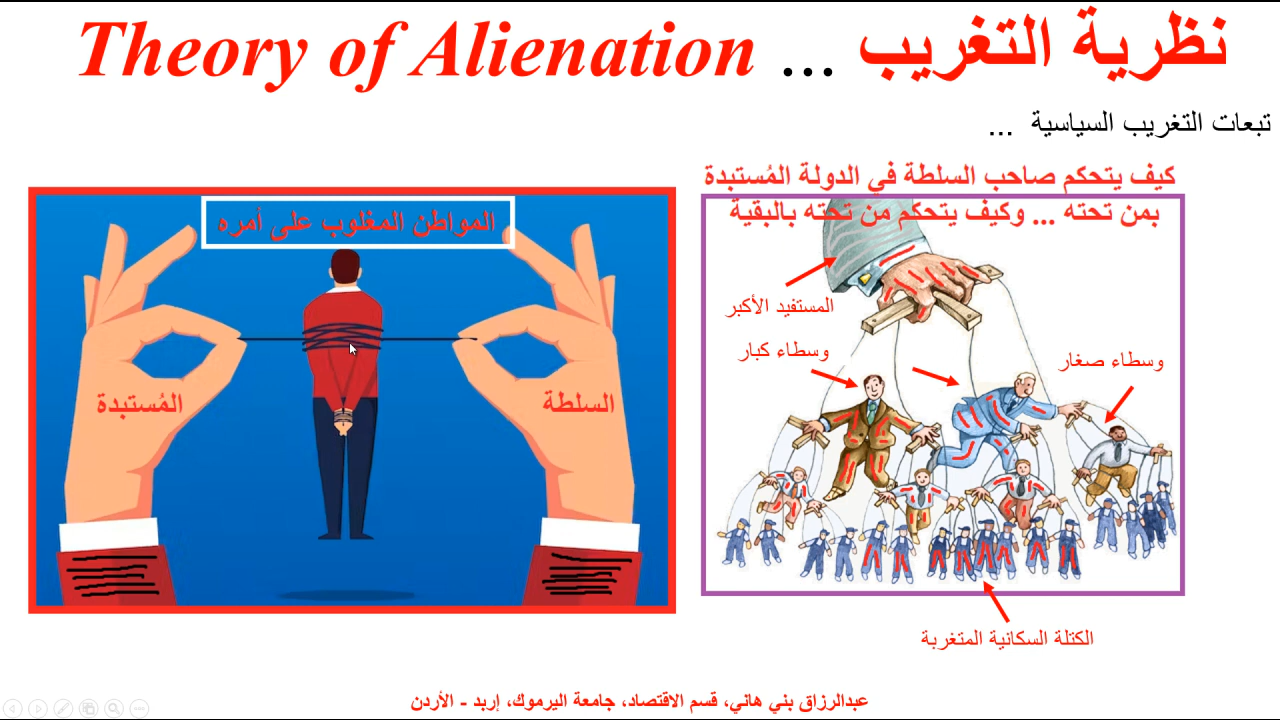 نظرية التغريب ... Theory of Alienation
تبعات التغريب السياسية ...
كيف يتحكم صاحب السلطة في الدولة المُستبدة
بمن تحته ... وكيف يتحكم من تحته بالبقية
المستفيد الأكبر
وسطاء كبار
وسطاء صغار
الكتلة السكانية المتغربة
المواطن المغلوب على أمره
السلطة
المُستبدة
عبدالرزاق بني هاني، قسم الاقتصاد، جامعة اليرموك، إربد - الأردن